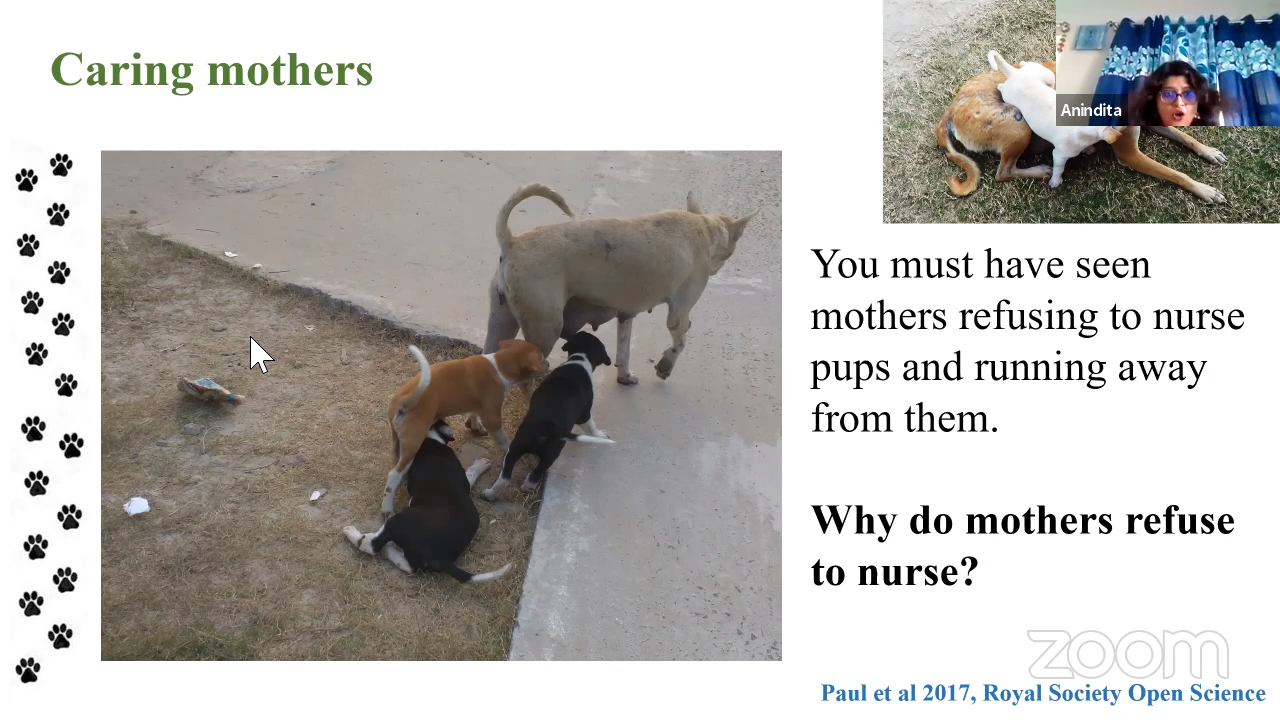 Caring mothers
Anindita
You must have seen
mothers refusing to nurse
pups and running away
from them.
Why do mothers refuse
to nurse?
zoom
Paul et al 2017, Royal Society Open Science